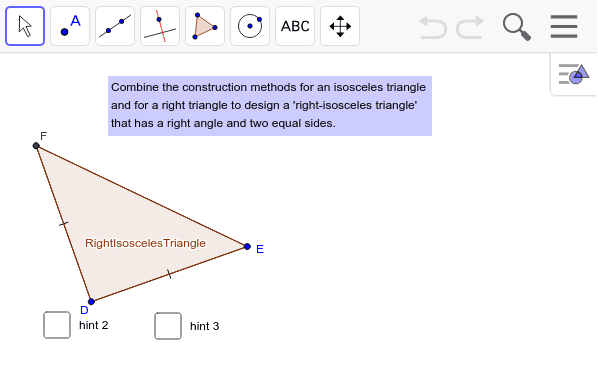 A
ABC
Combine the construction methods for an isosceles triangle
and for a right triangle to design a 'right-isosceles triangle'
that has a right angle and two equal sides.
F
RightIsoscelesTriangle
E
D
hint 2
hint 3